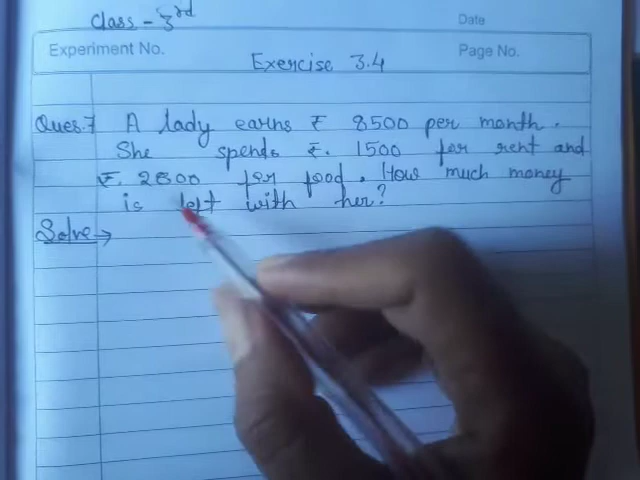 Class - 3rd
Date
Experiment No.
Exercise 3.4
Page No.
Ques.7 A lady earns ₹ 8500 per month.
She spends ₹. 1500 for rent and
₹. 2800 for food. How much money
is left with her?
Solve→